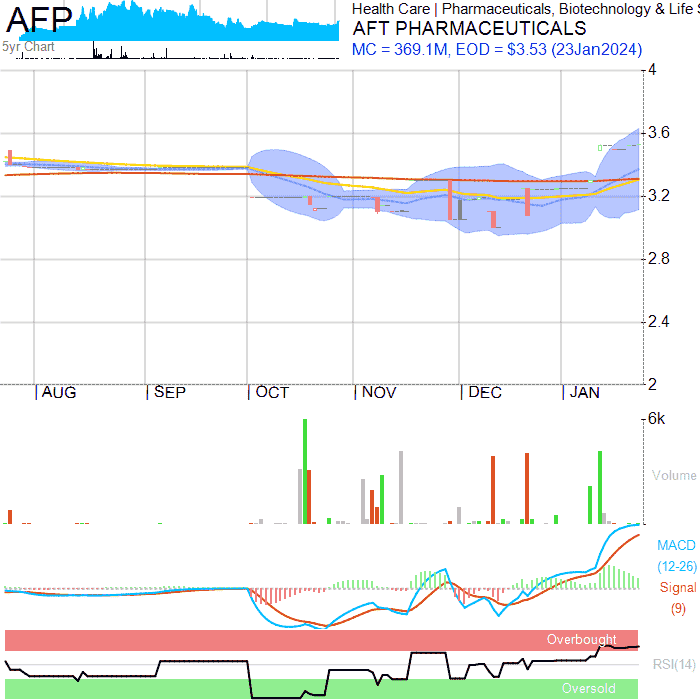 Health Care | Pharmaceuticals, Biotechnology & Life S
AFP
AFT PHARMACEUTICALS
5yr Chart
MC = 369.1M, EOD = $3.53 (23Jan2024)
4
3.6
3.2
2.8
2.4
2
| AUG | SEP | OCT | NOV | DEC | JAN
6k
Volume
MACD
(12-26)
Signal
(9)
Overbought
RSI(14)
Oversold